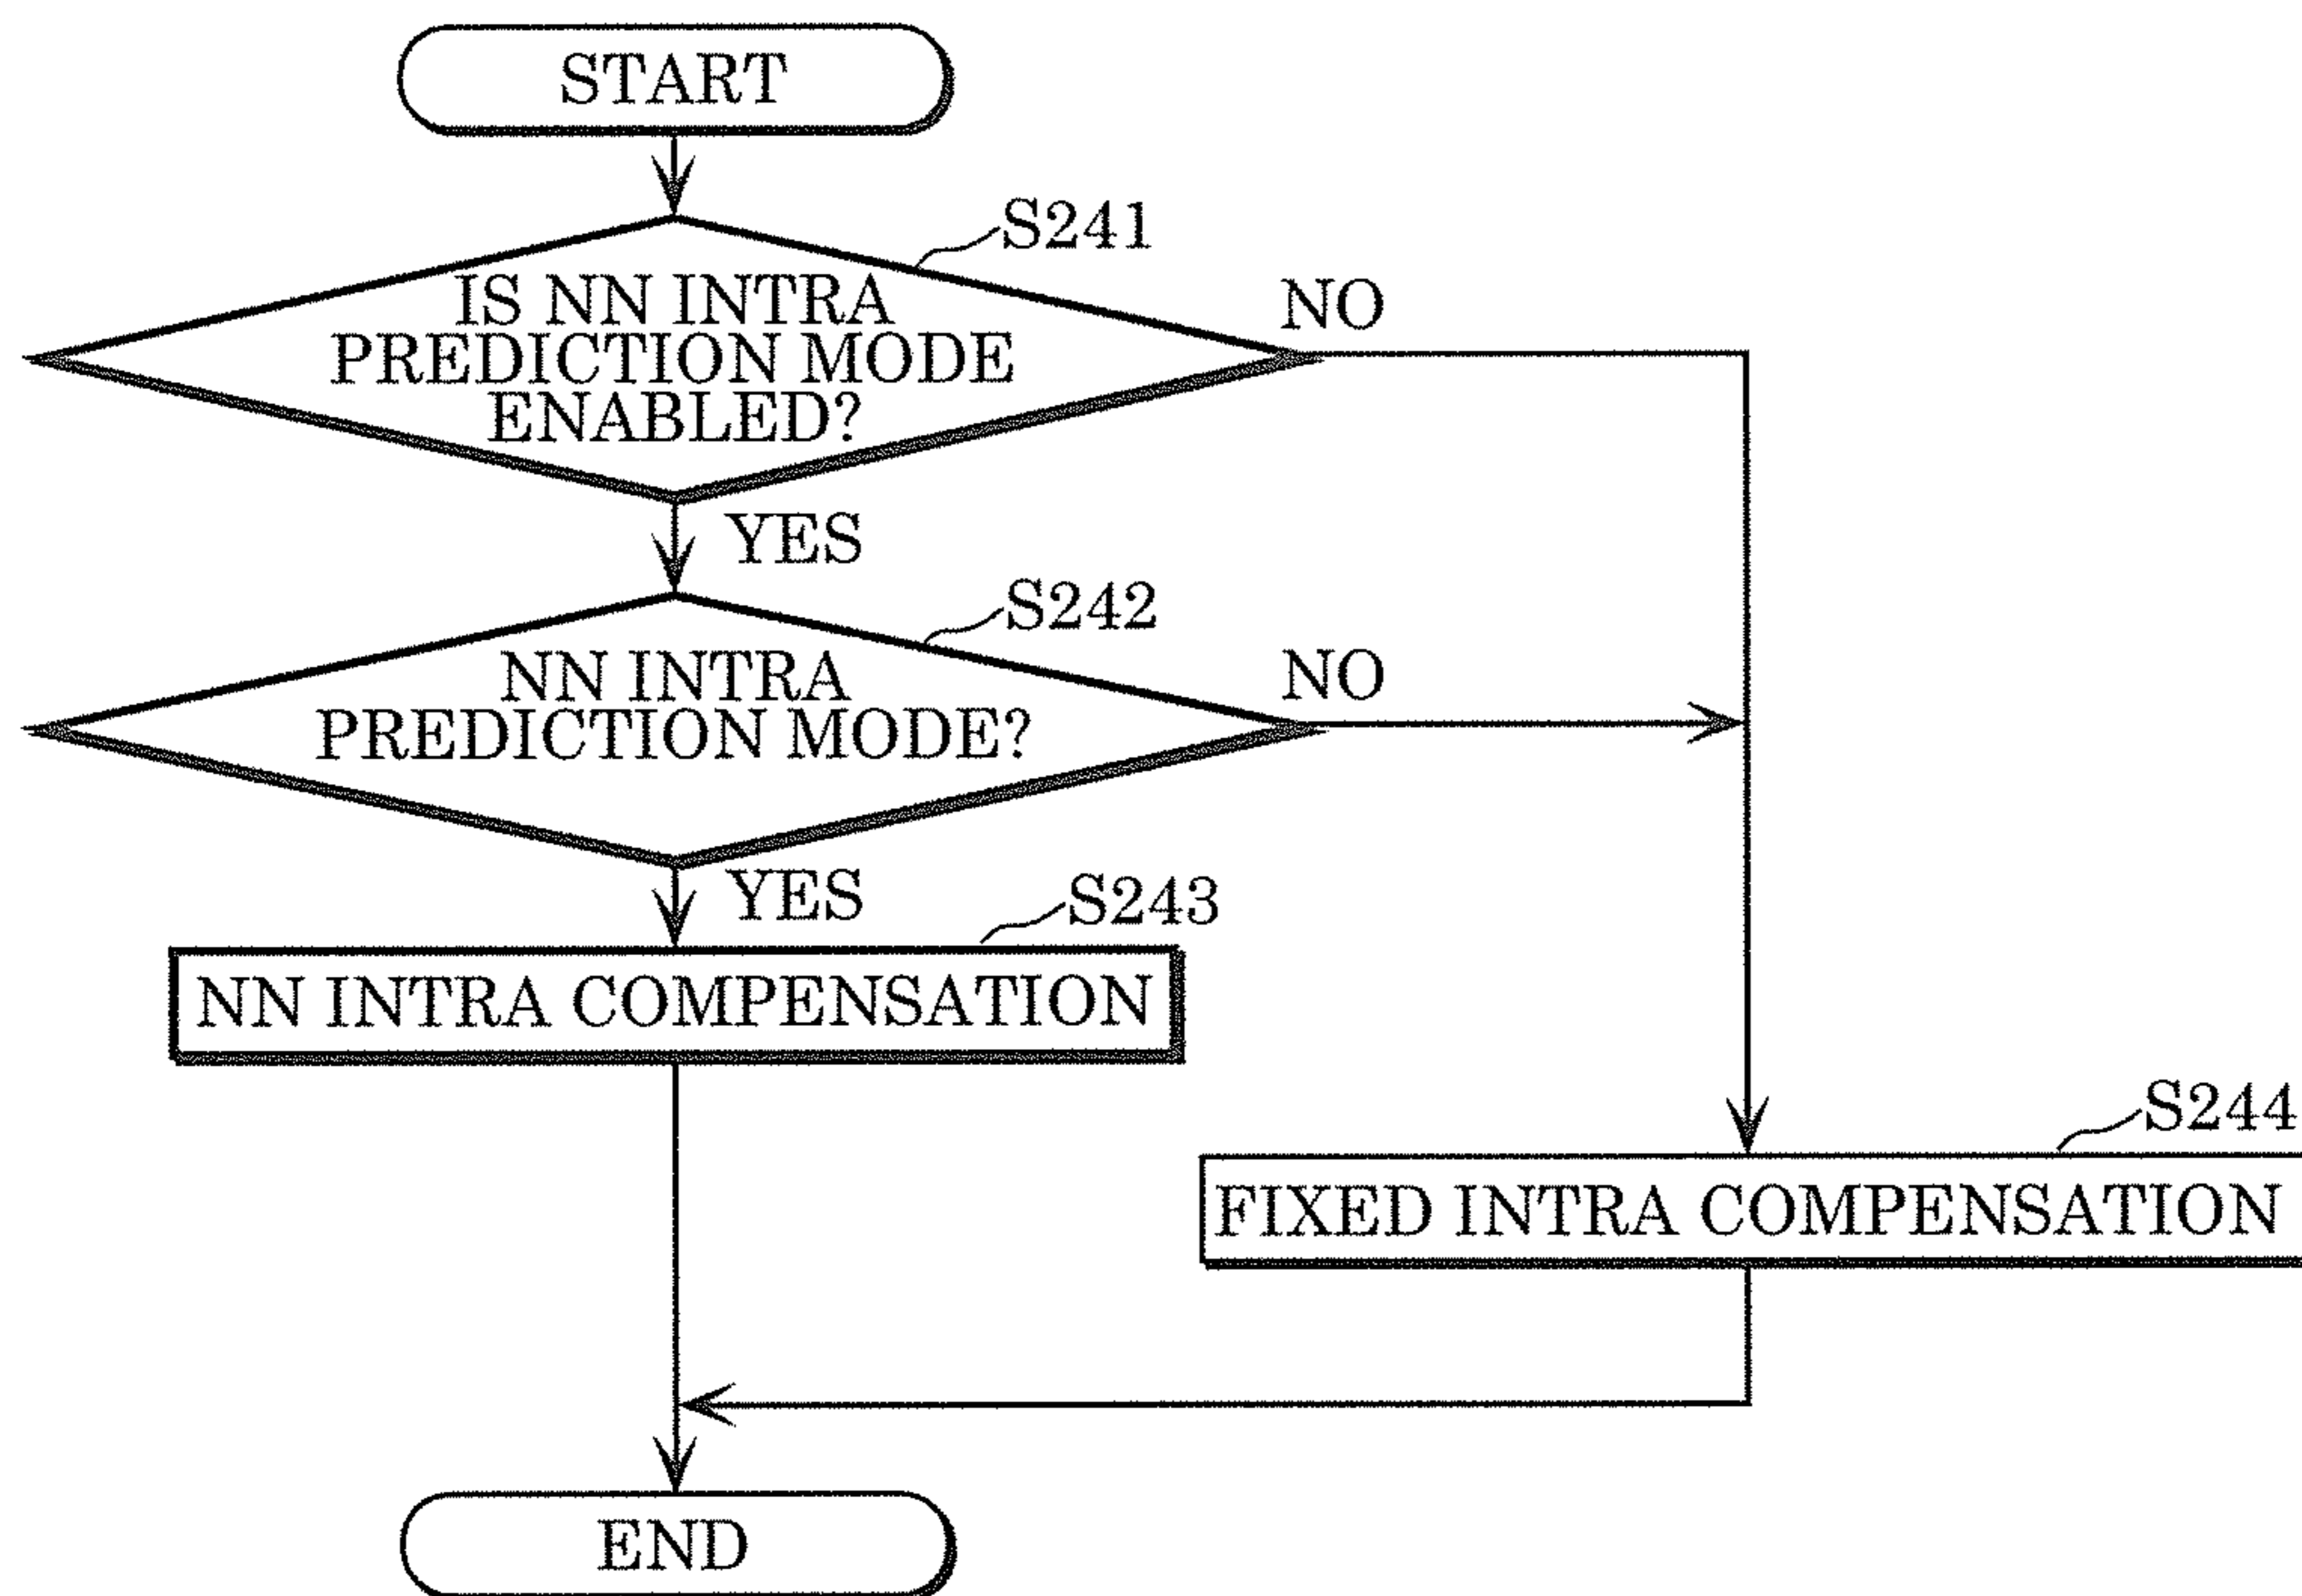 START
S241
IS NN INTRA
PREDICTION MODE
ENABLED?
NO
YES
S242
NN INTRA
PREDICTION MODE?
NO
YES
S243
NN INTRA COMPENSATION
S244
FIXED INTRA COMPENSATION
END